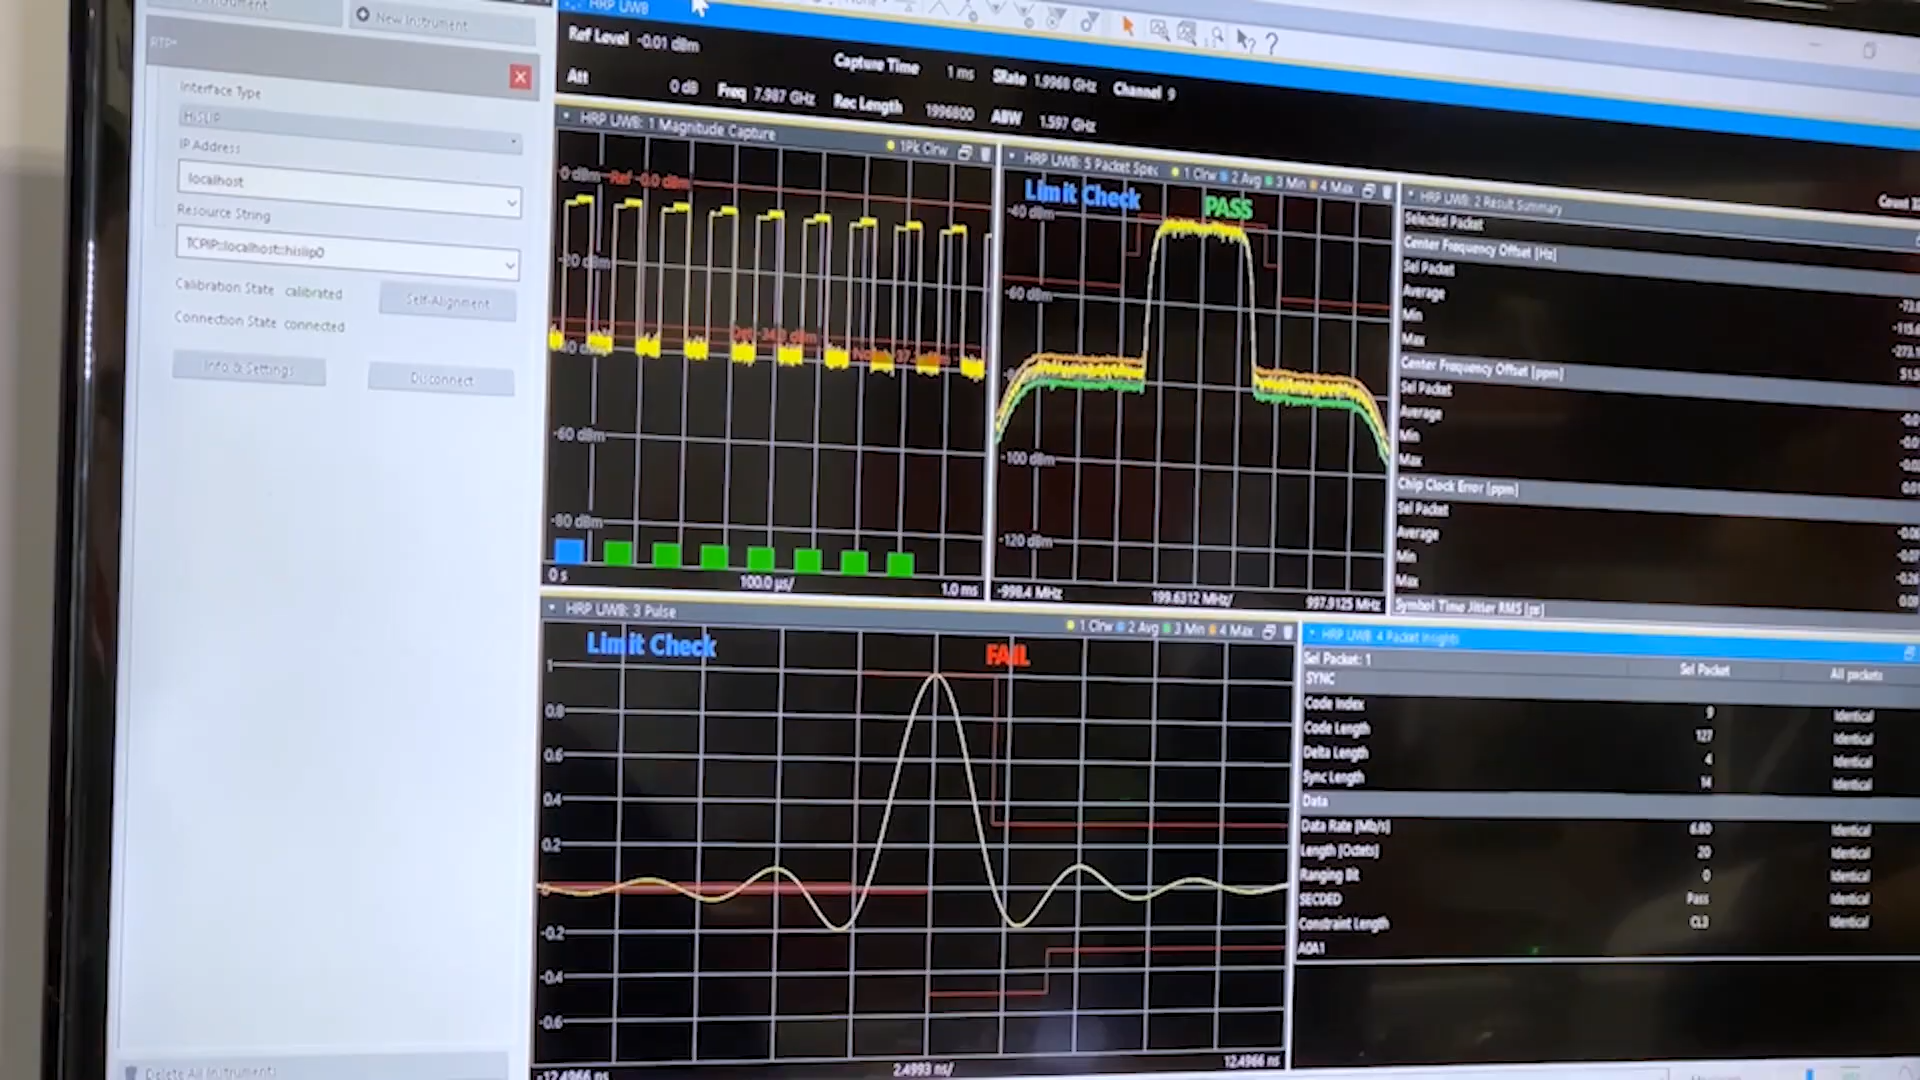 New Instrument
RTP*
Interface Type
HiSLIP
IP Address
localhost
Resource String
TCPIP::localhost::hislip0
Calibration State calibrated
Self-Alignment
Connection State connected
Info & Settings
Disconnect
Delete All Instruments
HRP UWB
Ref Level -0.01 dBm
Capture Time 1 ms SRate 1.9968 GHz Channel 9
Att 0 dB Freq 7.987 GHz Rec Length 1996800 ABW 1.597 GHz
HRP UWB: 1 Magnitude Capture
1Pk Clrw
0 dBm
Ref -0.0 dBm
-20 dBm
-60 dBm
-80 dBm
0 s
100.0 µs/
1.0 ms
HRP UWB: 5 Packet Spec
1 Clrw 2 Avg 3 Min 4 Max
Limit Check
PASS
-40 dBm
-60 dBm
-100 dBm
-120 dBm
-998.4 MHz
199.6312 MHz/
997.9125 MHz
HRP UWB: 2 Result Summary
Selected Packet
Center Frequency Offset [Hz]
Sel Packet
Average
Min
Max
Center Frequency Offset [ppm]
Sel Packet
Average
Min
Max
Chip Clock Error [ppm]
Sel Packet
Average
Min
Max
Symbol Time Jitter RMS [ps]
HRP UWB: 3 Pulse
1 Clrw 2 Avg 3 Min 4 Max
Limit Check
FAIL
1
0.8
0.6
0.4
0.2
0
-0.2
-0.4
-0.6
-12.4966 ns
2.4993 ns/
12.4966 ns
HRP UWB: 4 Packet Insights
Sel Packet: 1
Sel Packet
All packets
SYNC
Code Index 9 Identical
Code Length 127 Identical
Delta Length 4 Identical
Sync Length 14 Identical
Data
Data Rate [Mb/s] 6.80 Identical
Length [Octets] 20 Identical
Ranging Bit 0 Identical
SECDED Pass Identical
Constraint Length CL3 Identical